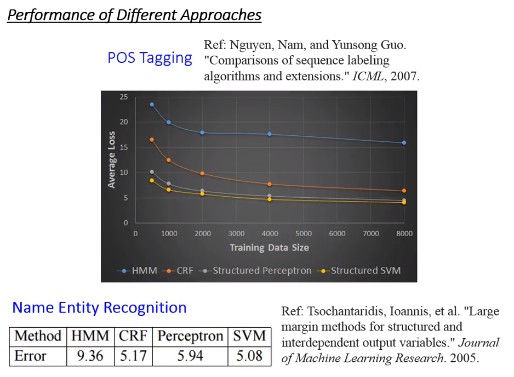 Performance of Different Approaches
POS Tagging
Ref: Nguyen, Nam, and Yunsong Guo.
"Comparisons of sequence labeling
algorithms and extensions." ICML, 2007.
25
20
15
10
5
0
Average Loss
0 1000 2000 3000 4000 5000 6000 7000 8000
Training Data Size
HMM CRF Structured Perceptron Structured SVM
Name Entity Recognition
Method HMM CRF Perceptron SVM
Error 9.36 5.17 5.94 5.08
Ref: Tsochantaridis, Ioannis, et al. "Large
margin methods for structured and
interdependent output variables." Journal
of Machine Learning Research. 2005.